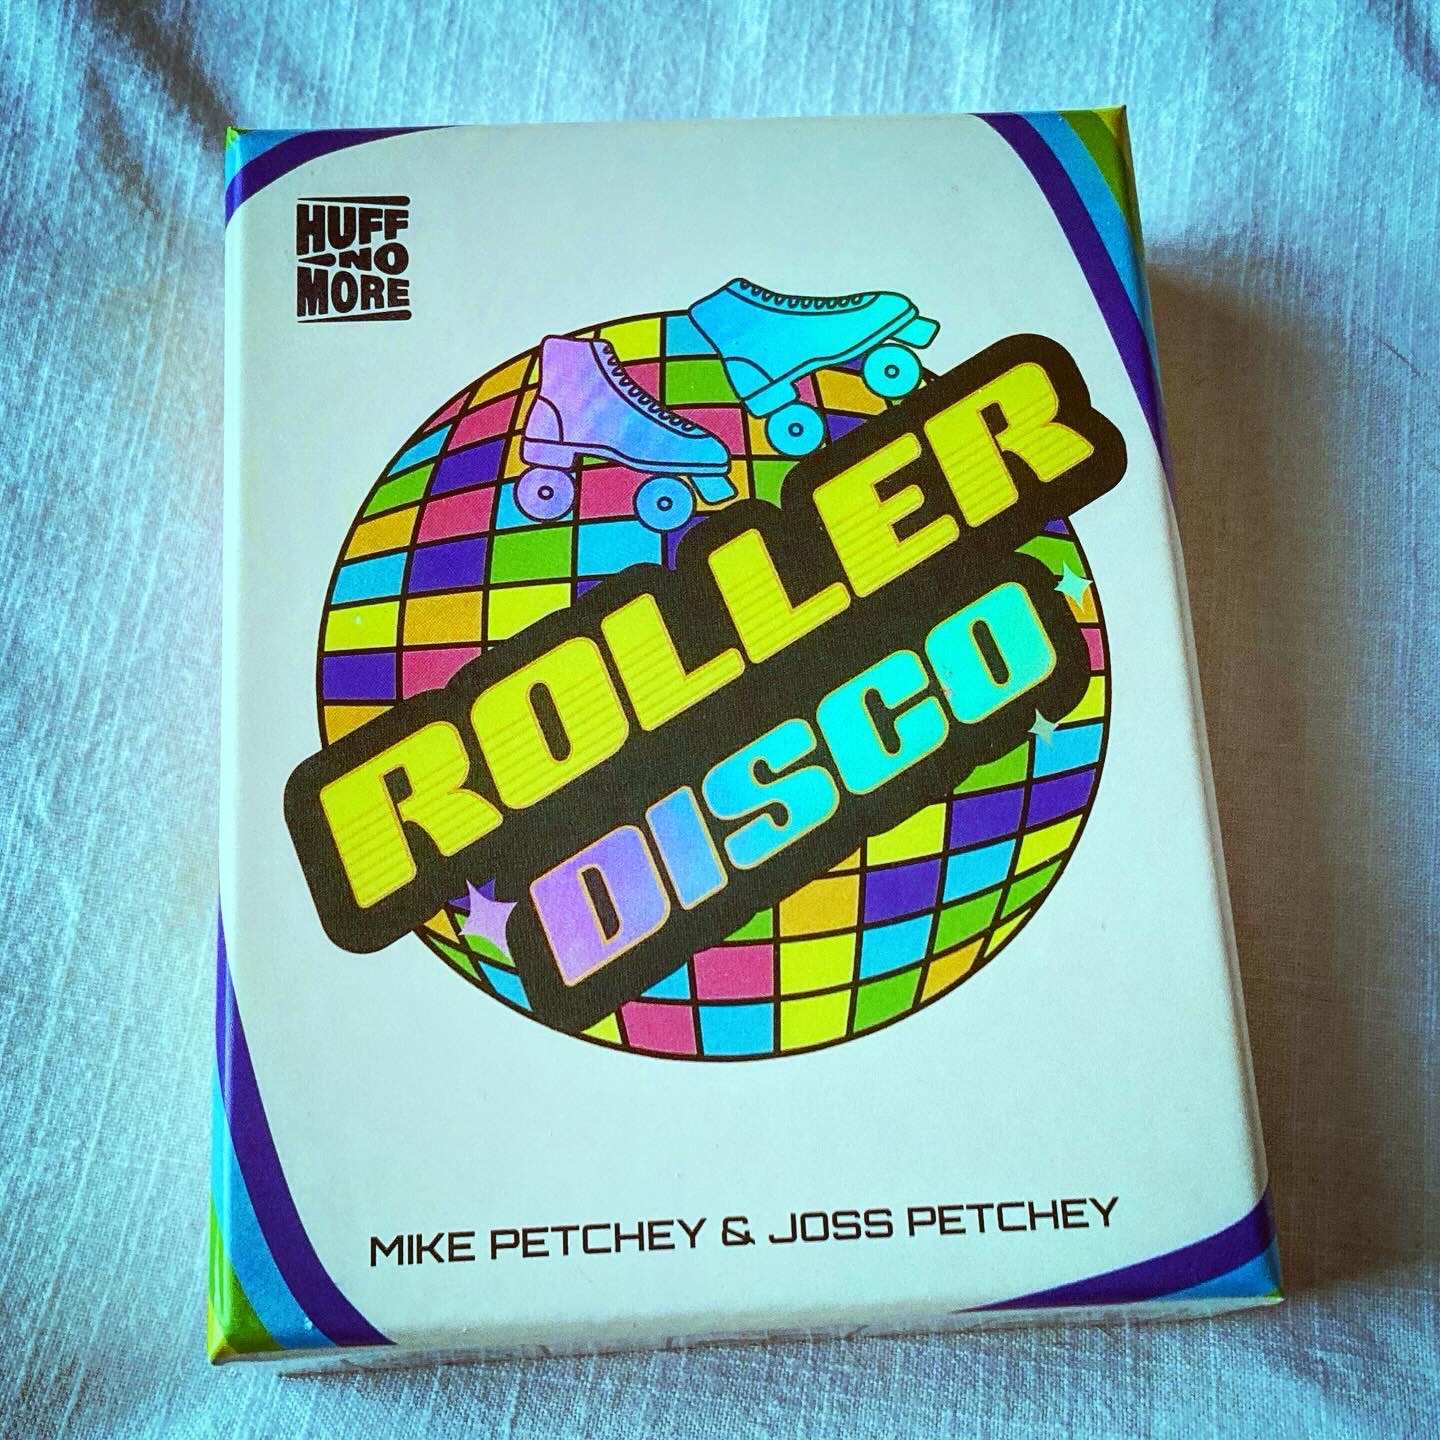 HUFF
NO
MORE
ROLLER
DISCO
MIKE PETCHEY & JOSS PETCHEY